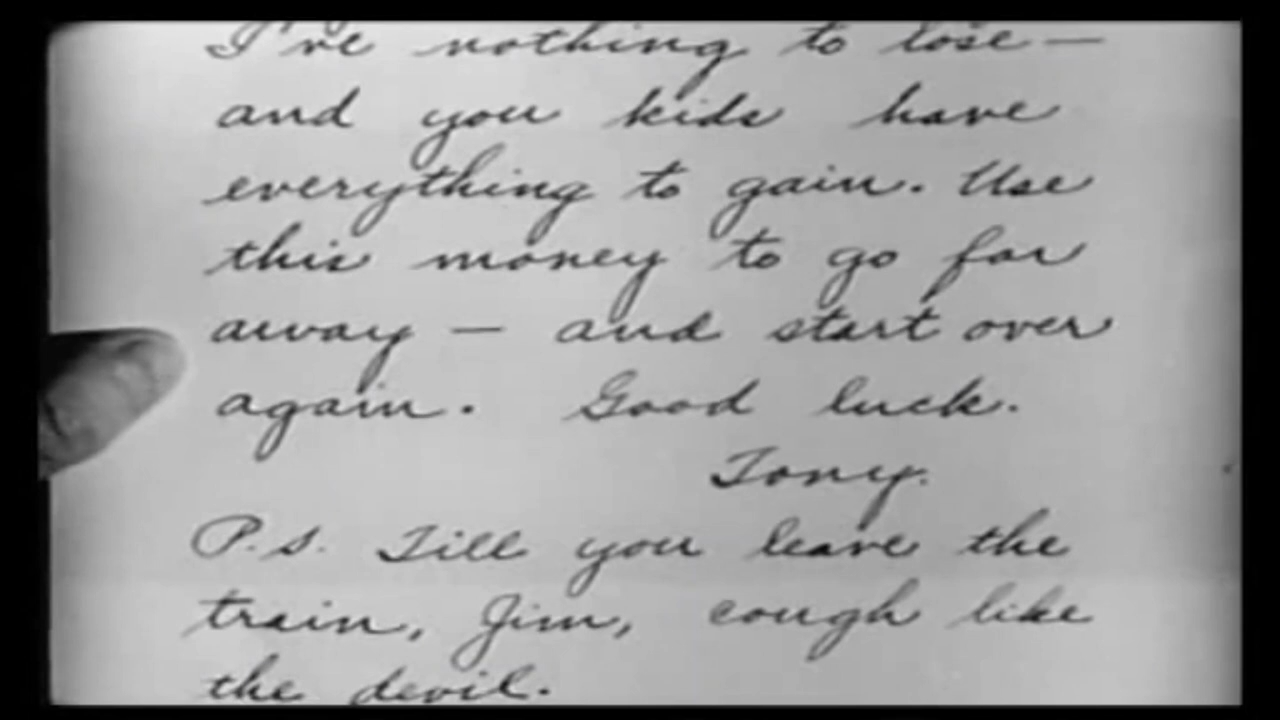 I've nothing to lose —
and you kids have
everything to gain. Use
this money to go far
away — and start over
again. Good luck.
Tony.
P.S. Till you leave the
train, Jim, cough like
the devil.